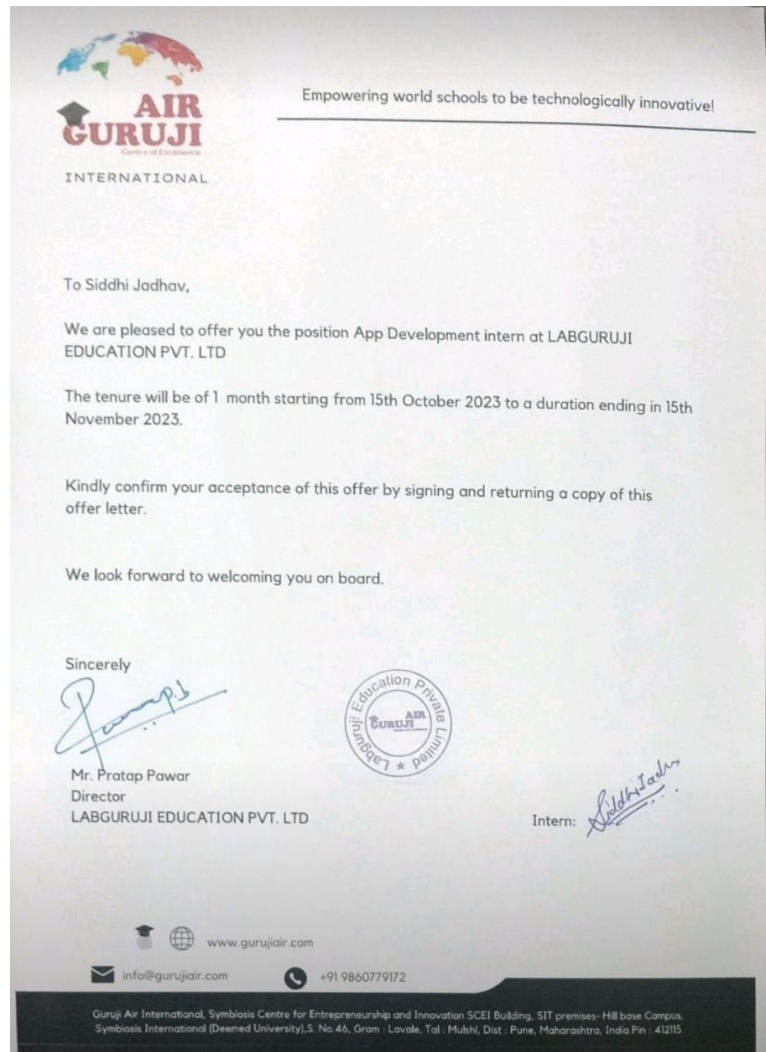 Empowering world schools to be technologically innovative!
AIR
GURUJI
Centre of Excellence
INTERNATIONAL
To Siddhi Jadhav,
We are pleased to offer you the position App Development intern at LABGURUJI
EDUCATION PVT. LTD
The tenure will be of 1 month starting from 15th October 2023 to a duration ending in 15th
November 2023.
Kindly confirm your acceptance of this offer by signing and returning a copy of this
offer letter.
We look forward to welcoming you on board.
Sincerely
Labguruji Education Private Limited
AIR
GURUJI
Mr. Pratap Pawar
Director
LABGURUJI EDUCATION PVT. LTD
Intern: Siddhi Jadhav
www.gurujiair.com
info@gurujiair.com
+91 9860779172
Guruji Air International, Symbiosis Centre for Entrepreneurship and Innovation SCEI Building, SIT premises- Hill base Campus,
Symbiosis International (Deemed University),S. No.46, Gram : Lavale, Tal : Mulshi, Dist : Pune, Maharashtra, India Pin : 412115